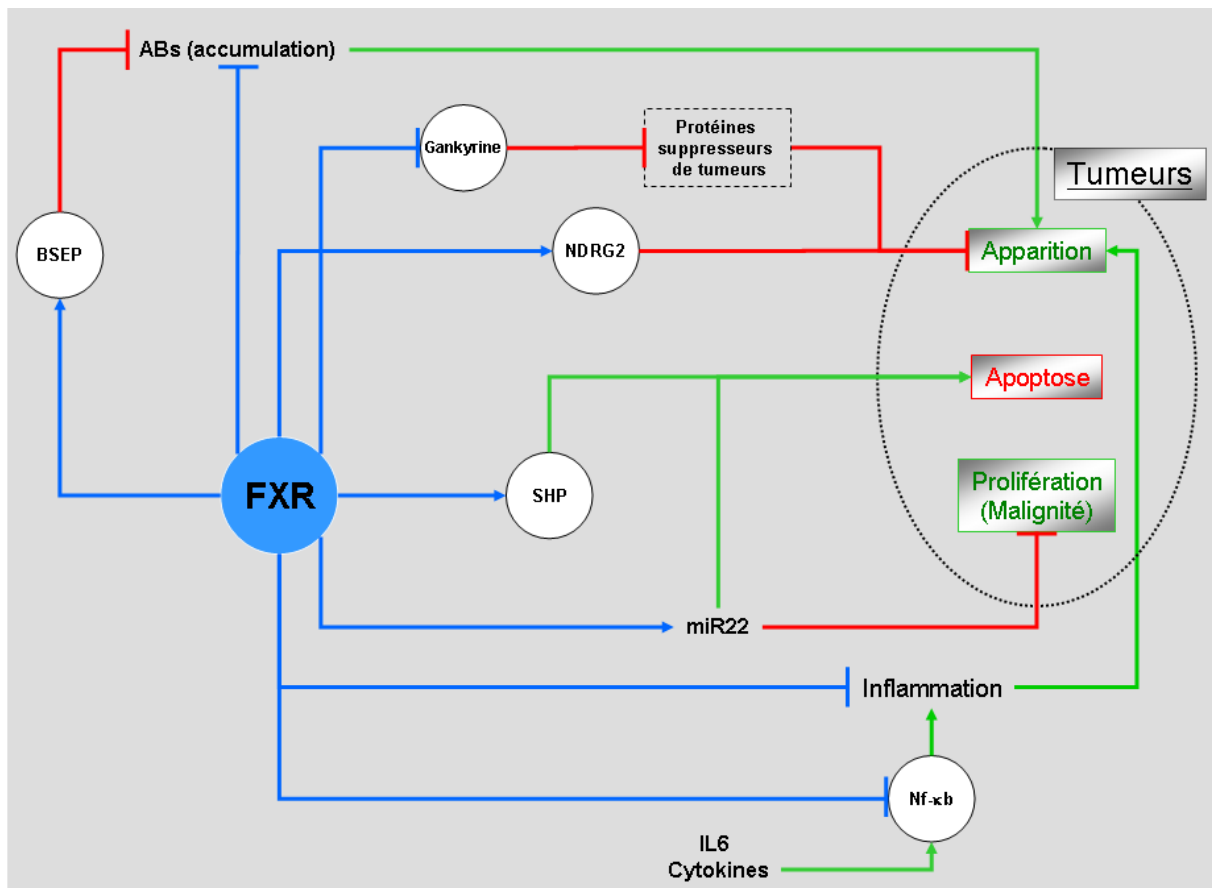 ABs (accumulation)
Gankyrine
Protéines
suppresseurs
de tumeurs
Tumeurs
BSEP
NDRG2
Apparition
Apoptose
FXR
SHP
Prolifération
(Malignité)
miR22
Inflammation
Nf-κb
IL6
Cytokines